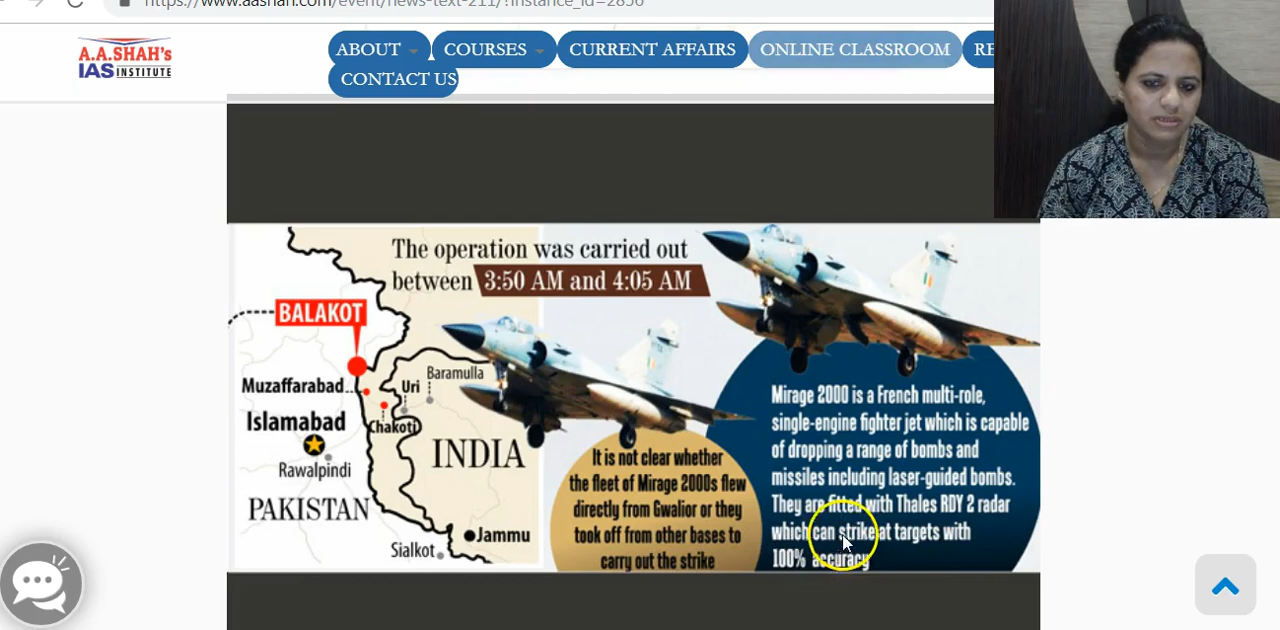 https://www.aashah.com/event/news-text-211/?instance_id=2856
A.A.SHAH's
IAS INSTITUTE
ABOUT
COURSES
CURRENT AFFAIRS
ONLINE CLASSROOM
RE
CONTACT US
The operation was carried out
between 3:50 AM and 4:05 AM
BALAKOT
Muzaffarabad
Uri
Baramulla
Islamabad
Chakoti
Rawalpindi
INDIA
PAKISTAN
Jammu
Sialkot
It is not clear whether
the fleet of Mirage 2000s flew
directly from Gwalior or they
took off from other bases to
carry out the strike
Mirage 2000 is a French multi-role,
single-engine fighter jet which is capable
of dropping a range of bombs and
missiles including laser-guided bombs.
They are fitted with Thales RDY 2 radar
which can strike at targets with
100% accuracy